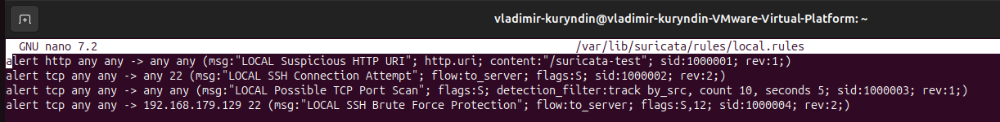 vladimir-kuryndin@vladimir-kuryndin-VMware-Virtual-Platform: ~
GNU nano 7.2 /var/lib/suricata/rules/local.rules
alert http any any -> any any (msg:"LOCAL Suspicious HTTP URI"; http.uri; content:"/suricata-test"; sid:1000001; rev:1;)
alert tcp any any -> any 22 (msg:"LOCAL SSH Connection Attempt"; flow:to_server; flags:S; sid:1000002; rev:2;)
alert tcp any any -> any any (msg:"LOCAL Possible TCP Port Scan"; flags:S; detection_filter:track by_src, count 10, seconds 5; sid:1000003; rev:1;)
alert tcp any any -> 192.168.179.129 22 (msg:"LOCAL SSH Brute Force Protection"; flow:to_server; flags:S,12; sid:1000004; rev:2;)